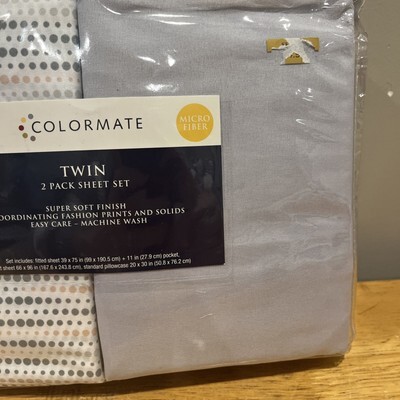 COLORMATE
MICRO
FIBER
TWIN
2 PACK SHEET SET
SUPER SOFT FINISH
OORDINATING FASHION PRINTS AND SOLIDS
EASY CARE – MACHINE WASH
Set includes: fitted sheet 39 x 75 in (99 x 190.5 cm) + 11 in (27.9 cm) pocket,
t sheet 66 x 96 in (167.6 x 243.8 cm), standard pillowcase 20 x 30 in (50.8 x 76.2 cm)